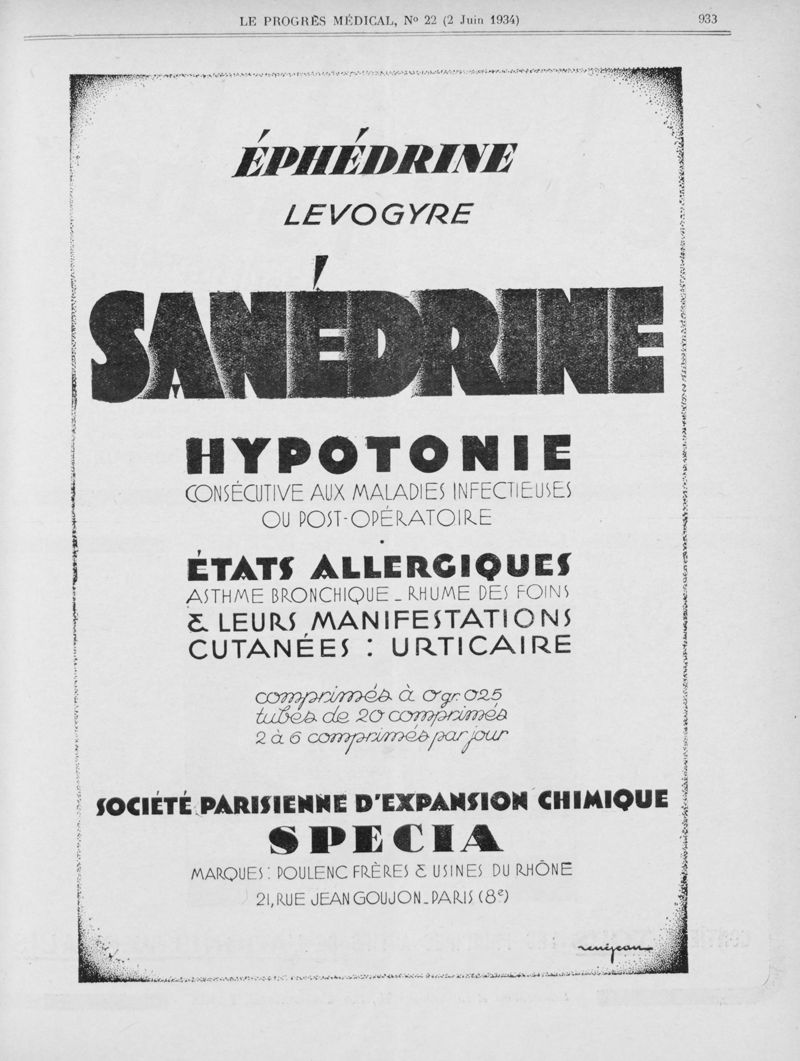 LE PROGRÈS MÉDICAL, Nº 22 (2 Juin 1934) 933
ÉPHÉDRINE
LEVOGYRE
SANÉDRINE
HYPOTONIE
CONSÉCUTIVE AUX MALADIES INFECTIEUSES
OU POST-OPÉRATOIRE
ÉTATS ALLERGIQUES
ASTHME BRONCHIQUE _ RHUME DES FOINS
& LEURS MANIFESTATIONS
CUTANÉES : URTICAIRE
comprimés à 0gr.025
tubes de 20 comprimés
2 à 6 comprimés par jour
SOCIÉTÉ PARISIENNE D'EXPANSION CHIMIQUE
SPECIA
MARQUES : POULENC FRÈRES & USINES DU RHÔNE
21, RUE JEAN GOUJON _ PARIS (8e)
renéjean